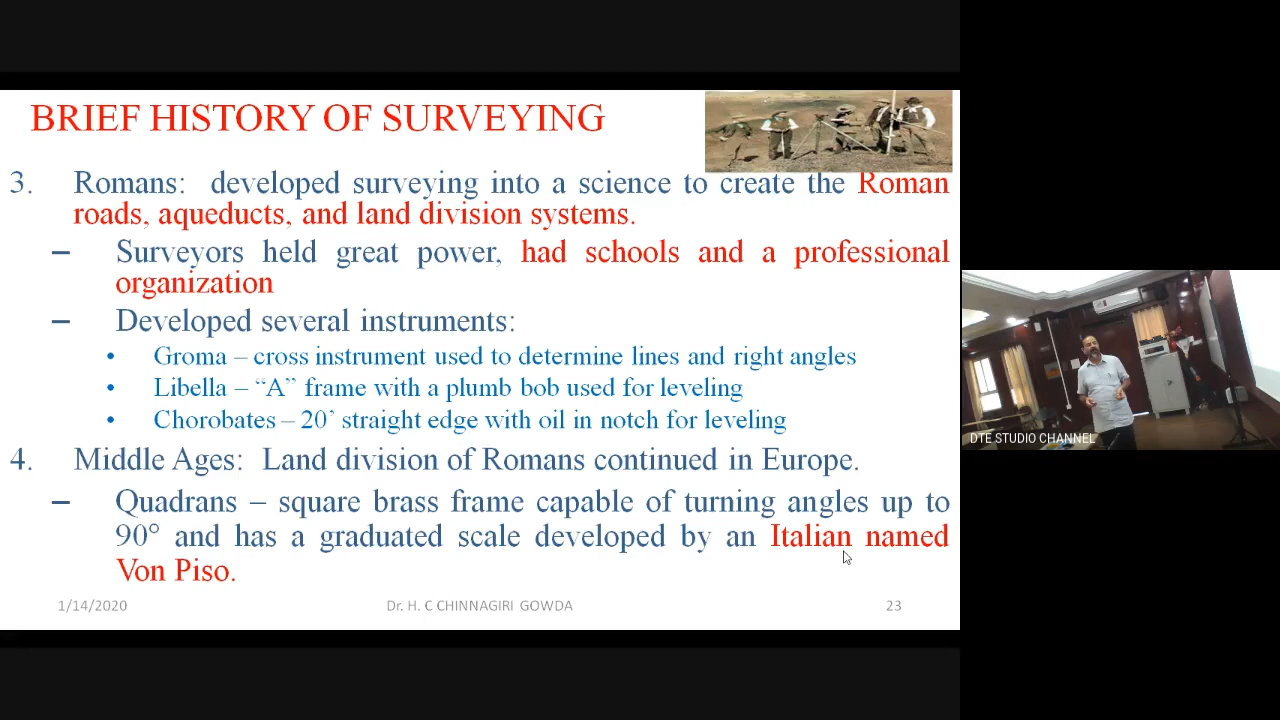 BRIEF HISTORY OF SURVEYING
3. Romans: developed surveying into a science to create the Roman
roads, aqueducts, and land division systems.
– Surveyors held great power, had schools and a professional
organization
– Developed several instruments:
• Groma – cross instrument used to determine lines and right angles
• Libella – “A” frame with a plumb bob used for leveling
• Chorobates – 20’ straight edge with oil in notch for leveling
4. Middle Ages: Land division of Romans continued in Europe.
– Quadrans – square brass frame capable of turning angles up to
90° and has a graduated scale developed by an Italian named
Von Piso.
1/14/2020 Dr. H. C CHINNAGIRI GOWDA 23
DTE STUDIO CHANNEL